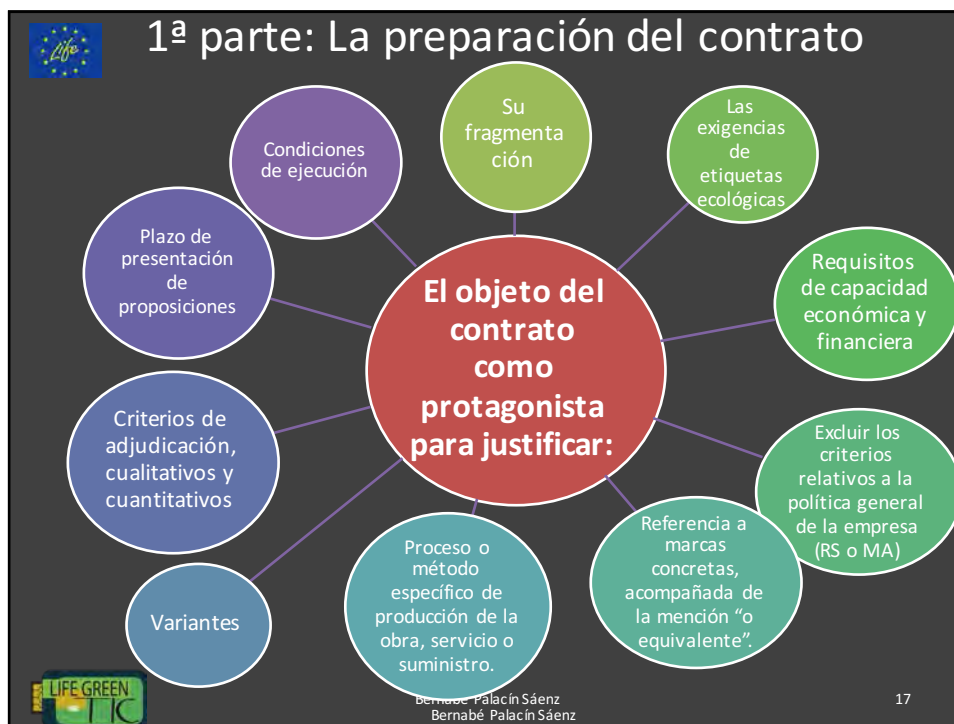 Life
1ª parte: La preparación del contrato
Su
fragmenta
ción
Las
exigencias
de
etiquetas
ecológicas
Requisitos
de capacidad
económica y
financiera
Excluir los
criterios
relativos a la
política general
de la empresa
(RS o MA)
Referencia a
marcas
concretas,
acompañada de
la mención “o
equivalente”.
Proceso o
método
específico de
producción de la
obra, servicio o
suministro.
Variantes
Criterios de
adjudicación,
cualitativos y
cuantitativos
Plazo de
presentación
de
proposiciones
Condiciones
de ejecución
El objeto del
contrato
como
protagonista
para justificar:
LIFE GREEN
TIC
Bernabé Palacín Sáenz
Bernabé Palacín Sáenz
17